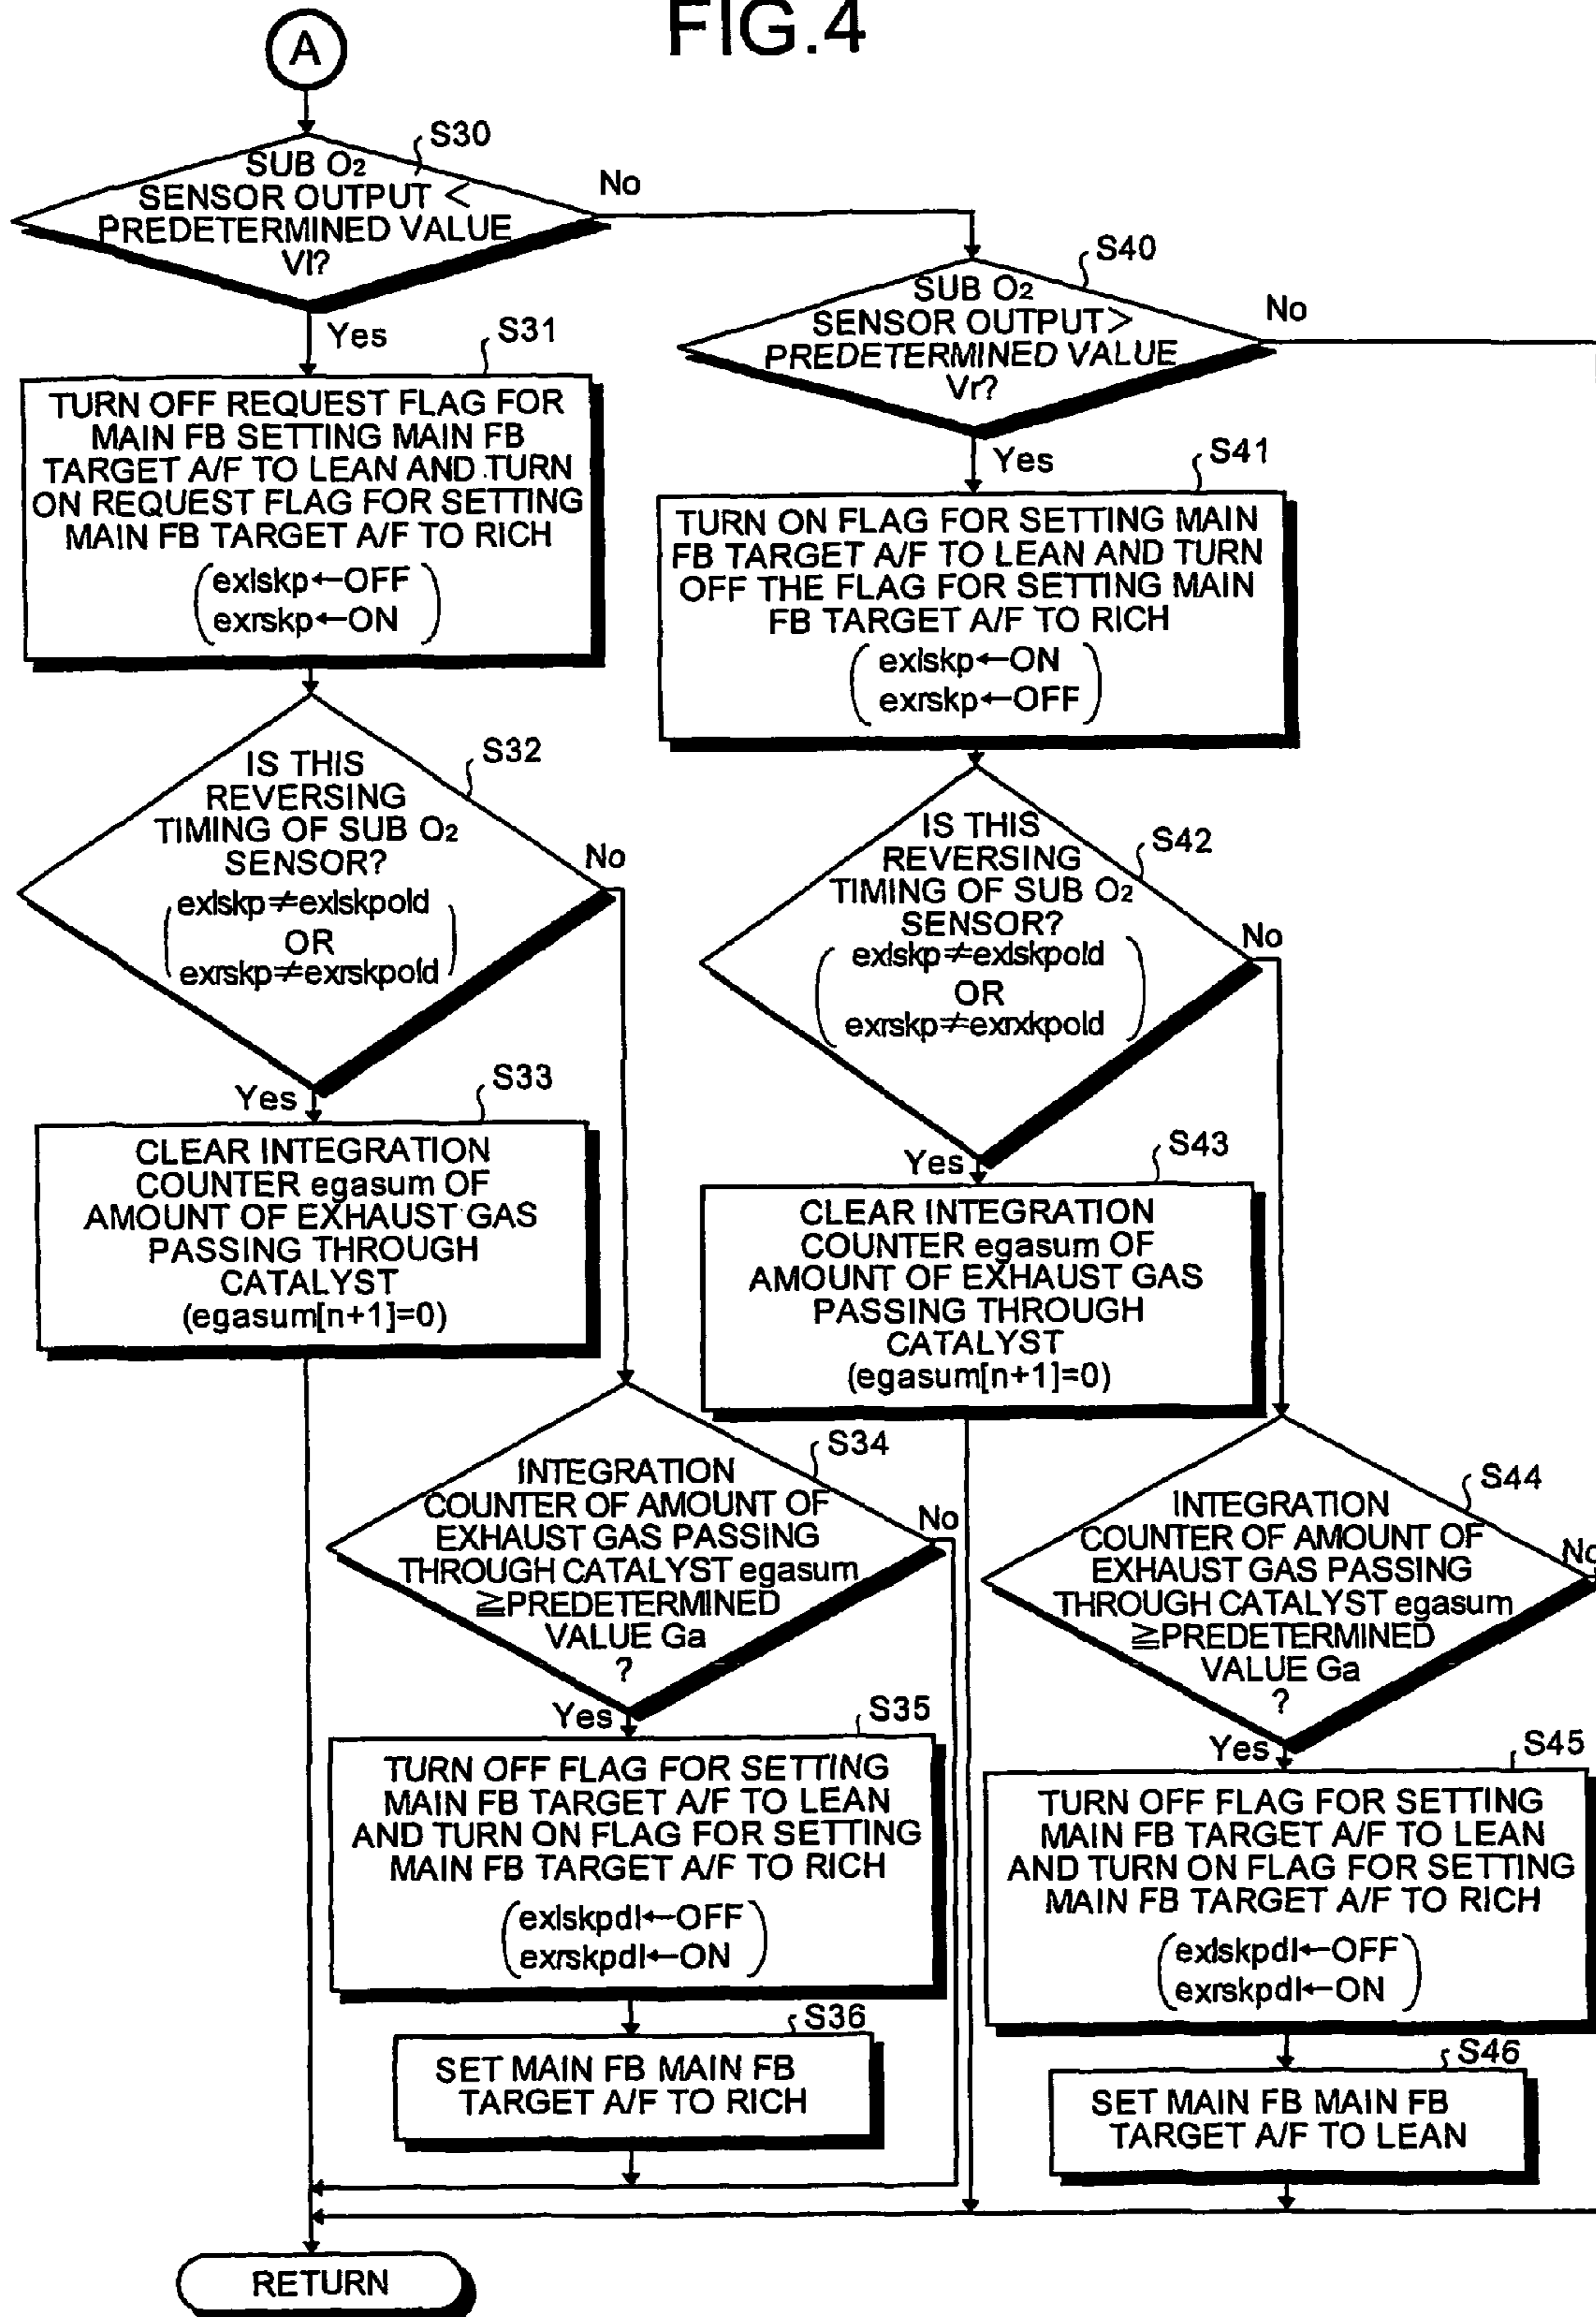 FIG.4
A
S30
SUB O2
SENSOR OUTPUT <
PREDETERMINED VALUE
Vl?
No
Yes
S31
TURN OFF REQUEST FLAG FOR
MAIN FB SETTING MAIN FB
TARGET A/F TO LEAN AND TURN
ON REQUEST FLAG FOR SETTING
MAIN FB TARGET A/F TO RICH
(exlskp←OFF
exrskp←ON)
S32
IS THIS
REVERSING
TIMING OF SUB O2
SENSOR?
(exlskp≠exlskpold
OR
exrskp≠exrskpold)
No
Yes
S33
CLEAR INTEGRATION
COUNTER egasum OF
AMOUNT OF EXHAUST GAS
PASSING THROUGH
CATALYST
(egasum[n+1]=0)
S34
INTEGRATION
COUNTER OF AMOUNT OF
EXHAUST GAS PASSING
THROUGH CATALYST egasum
≧PREDETERMINED
VALUE Ga
?
No
Yes
S35
TURN OFF FLAG FOR SETTING
MAIN FB TARGET A/F TO LEAN
AND TURN ON FLAG FOR SETTING
MAIN FB TARGET A/F TO RICH
(exlskpdl←OFF
exrskpdl←ON)
S36
SET MAIN FB MAIN FB
TARGET A/F TO RICH
S40
SUB O2
SENSOR OUTPUT>
PREDETERMINED VALUE
Vr?
No
Yes
S41
TURN ON FLAG FOR SETTING MAIN
FB TARGET A/F TO LEAN AND TURN
OFF THE FLAG FOR SETTING MAIN
FB TARGET A/F TO RICH
(exlskp←ON
exrskp←OFF)
S42
IS THIS
REVERSING
TIMING OF SUB O2
SENSOR?
(exlskp≠exlskpold
OR
exrskp≠exrxkpold)
No
Yes
S43
CLEAR INTEGRATION
COUNTER egasum OF
AMOUNT OF EXHAUST GAS
PASSING THROUGH
CATALYST
(egasum[n+1]=0)
S44
INTEGRATION
COUNTER OF AMOUNT OF
EXHAUST GAS PASSING
THROUGH CATALYST egasum
≧PREDETERMINED
VALUE Ga
?
No
Yes
S45
TURN OFF FLAG FOR SETTING
MAIN FB TARGET A/F TO LEAN
AND TURN ON FLAG FOR SETTING
MAIN FB TARGET A/F TO RICH
(exlskpdl←OFF
exrskpdl←ON)
S46
SET MAIN FB MAIN FB
TARGET A/F TO LEAN
RETURN